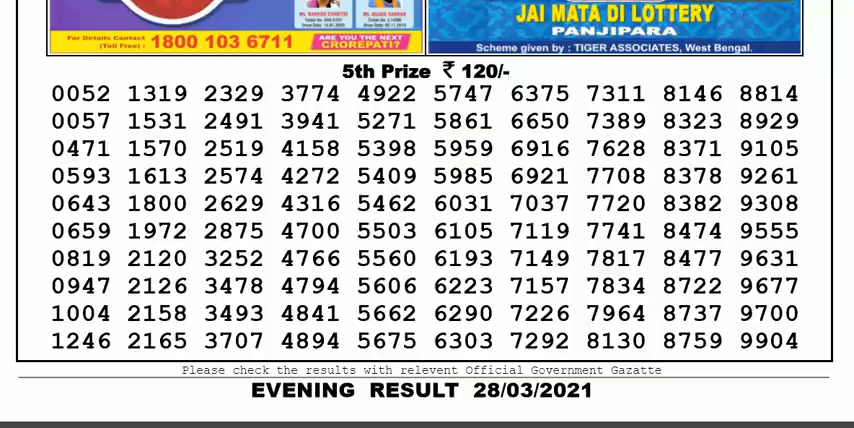 JAI MATA DI LOTTERY
PANJIPARA
For Details Contact
(Toll Free) : 1800 103 6711
ARE YOU THE NEXT
CROREPATI?
Scheme given by : TIGER ASSOCIATES, West Bengal.
5th Prize ₹ 120/-
0052 1319 2329 3774 4922 5747 6375 7311 8146 8814
0057 1531 2491 3941 5271 5861 6650 7389 8323 8929
0471 1570 2519 4158 5398 5959 6916 7628 8371 9105
0593 1613 2574 4272 5409 5985 6921 7708 8378 9261
0643 1800 2629 4316 5462 6031 7037 7720 8382 9308
0659 1972 2875 4700 5503 6105 7119 7741 8474 9555
0819 2120 3252 4766 5560 6193 7149 7817 8477 9631
0947 2126 3478 4794 5606 6223 7157 7834 8722 9677
1004 2158 3493 4841 5662 6290 7226 7964 8737 9700
1246 2165 3707 4894 5675 6303 7292 8130 8759 9904
Please check the results with relevent Official Government Gazatte
EVENING RESULT 28/03/2021